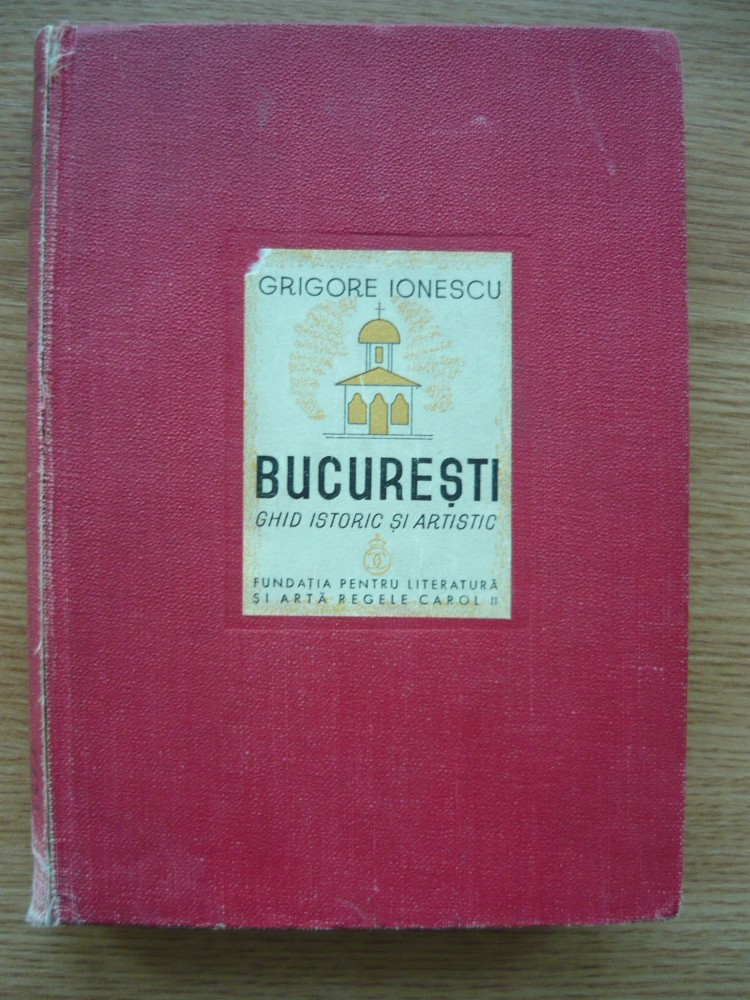 GRIGORE IONESCU
BUCUREȘTI
GHID ISTORIC ȘI ARTISTIC
FUNDAȚIA PENTRU LITERATURĂ
ȘI ARTĂ REGELE CAROL II